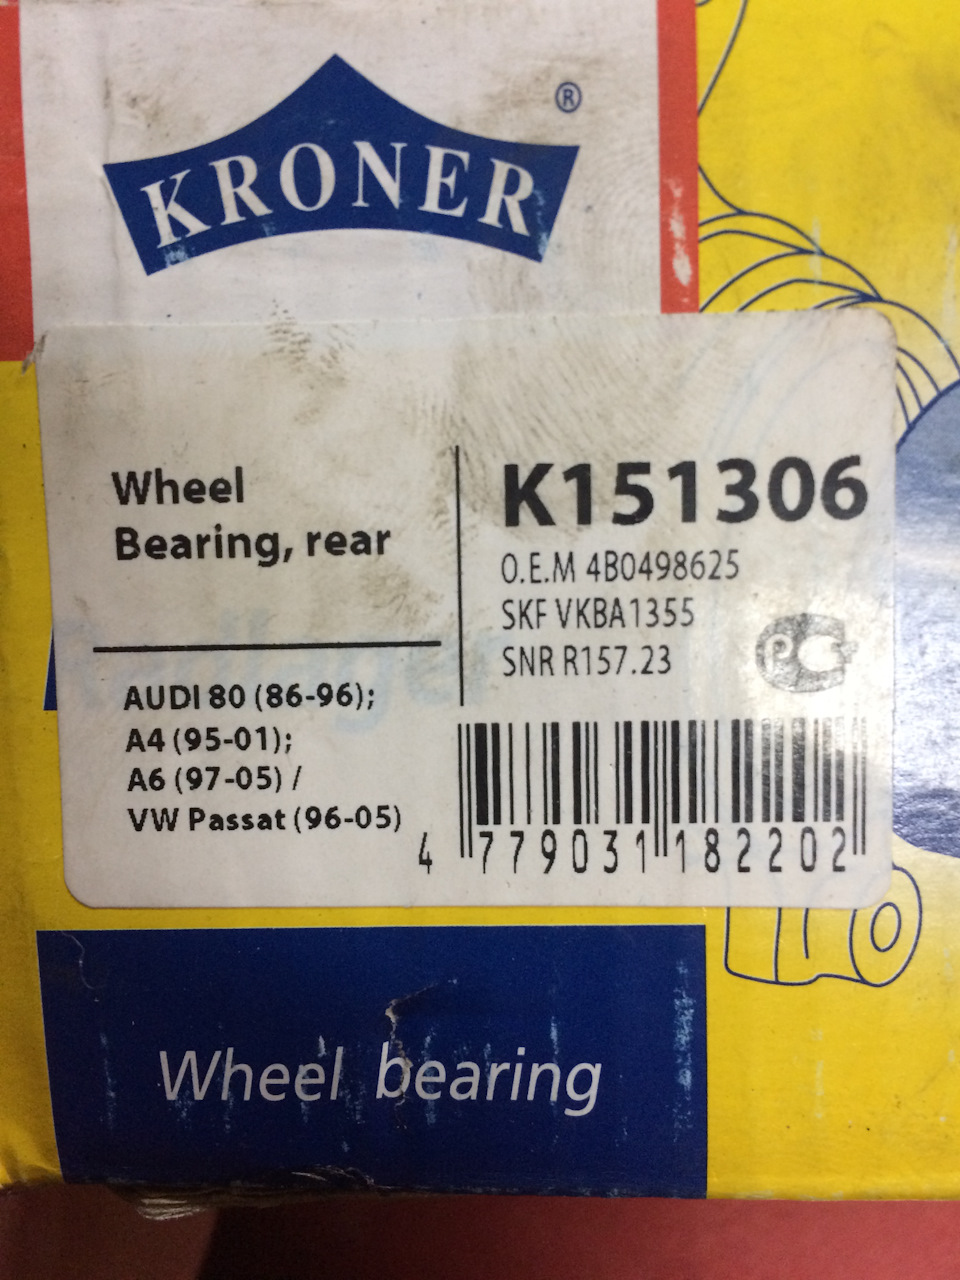 KRONER
®
Wheel
Bearing, rear
AUDI 80 (86-96);
A4 (95-01);
A6 (97-05) /
VW Passat (96-05)
K151306
O.E.M 4B0498625
SKF VKBA1355
SNR R157.23
4 779031 182202
Wheel bearing